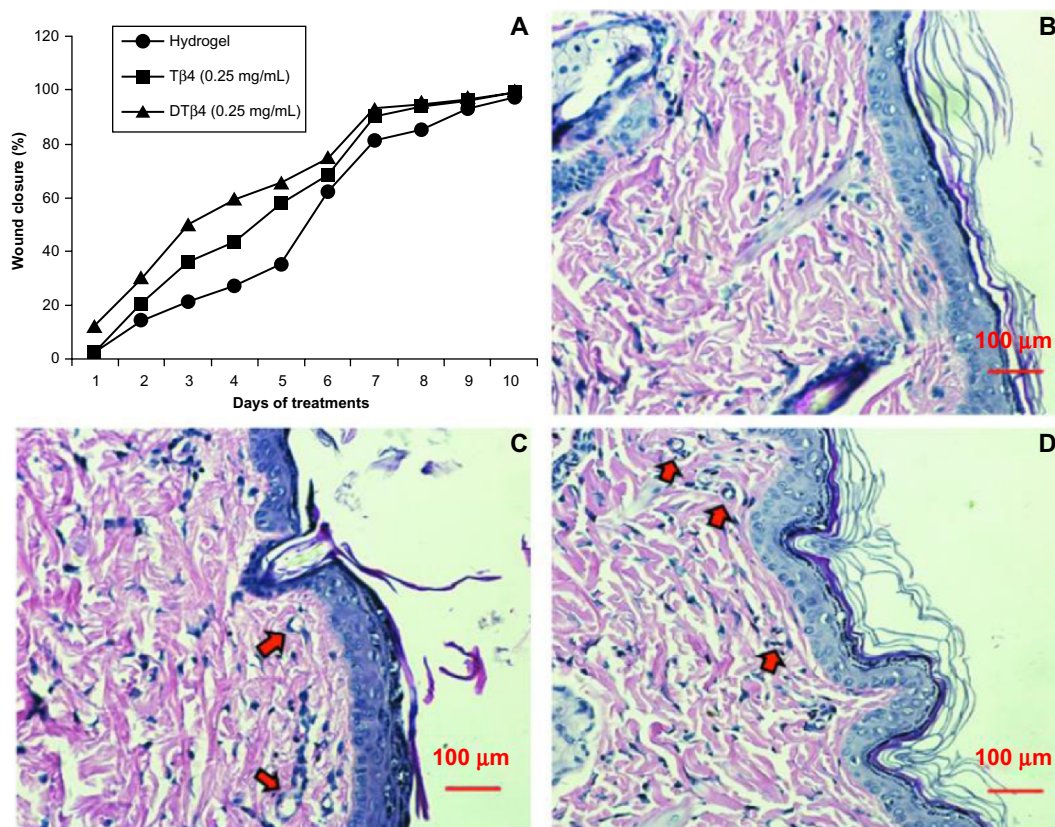 A
120
100
80
60
40
20
0
Wound closure (%)
Hydrogel
Tβ4 (0.25 mg/mL)
DTβ4 (0.25 mg/mL)
1 2 3 4 5 6 7 8 9 10
Days of treatments
B
100 µm
C
100 µm
D
100 µm